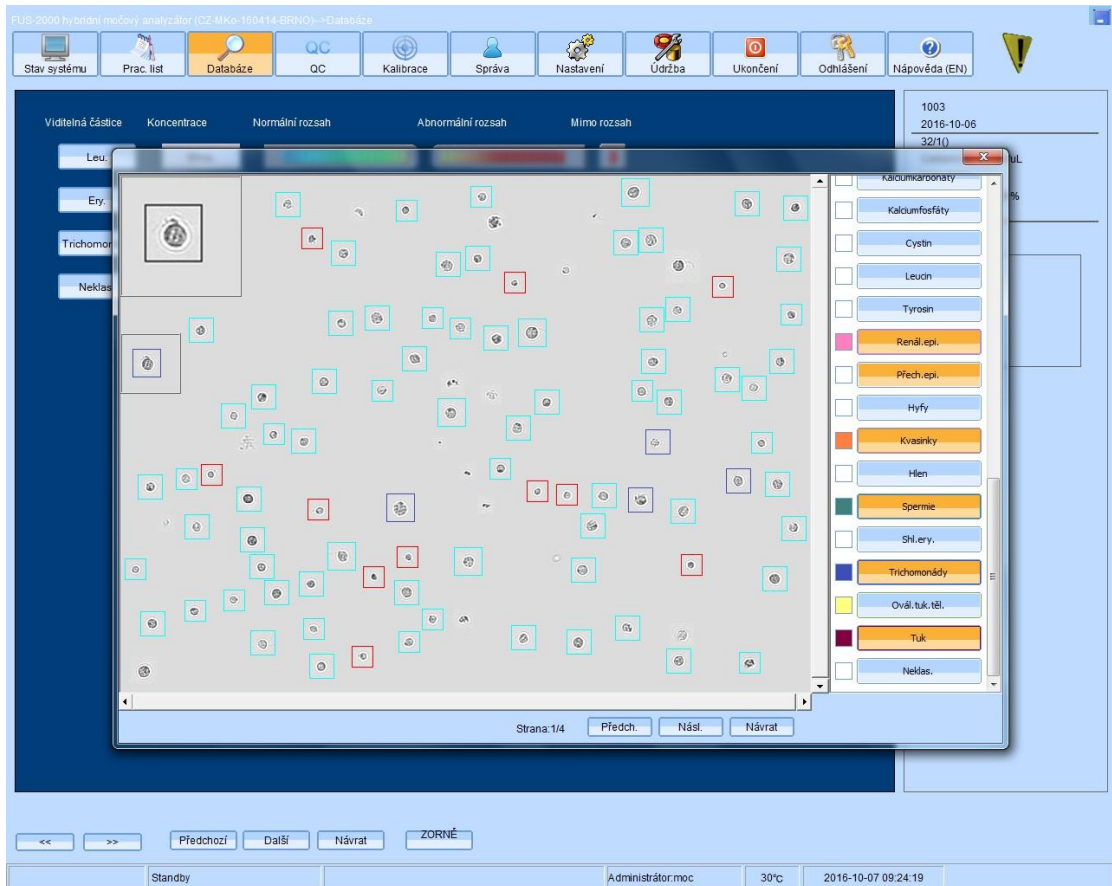 FUS-2000 hybridní močový analyzátor (CZ-MKo-160414-BRNO)-->Databáze
Stav systému Prac. list Databáze QC QC Kalibrace Správa Nastavení Údržba Ukončení Odhlášení Nápověda (EN)
1003
2016-10-06
32/1()
uL
%
Viditelná částice Koncentrace Normální rozsah Abnormální rozsah Mimo rozsah
Leu.
Ery.
Trichomon
Neklas
Kalciumkarbonáty
Kalciumfosfáty
Cystin
Leucin
Tyrosin
Renál.epi.
Přech.epi.
Hyfy
Kvasinky
Hlen
Spermie
Shl.ery.
Trichomonády
Ovál.tuk.těl.
Tuk
Neklas.
Strana:1/4 Předch. Násl. Návrat
<< >> Předchozí Další Návrat ZORNÉ
Standby Administrátor:moc 30°C 2016-10-07 09:24:19